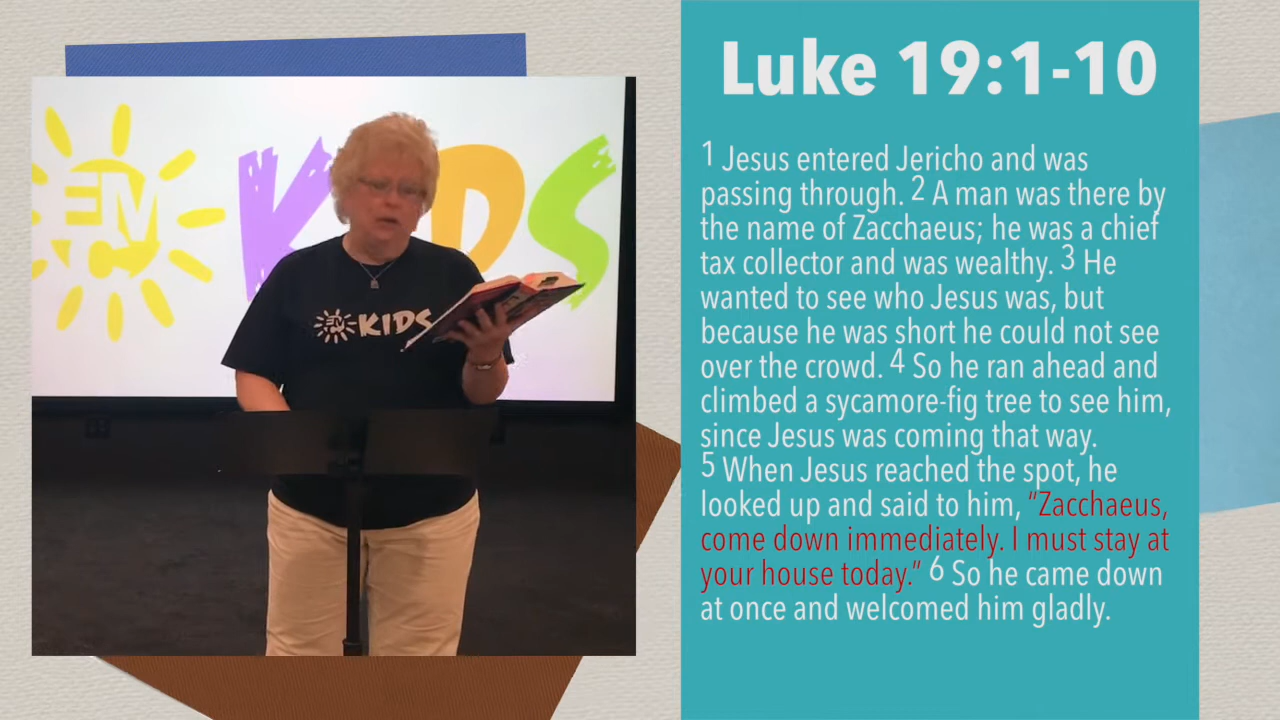 EM
KIDS
EM KIDS
Luke 19:1-10
1 Jesus entered Jericho and was
passing through. 2 A man was there by
the name of Zacchaeus; he was a chief
tax collector and was wealthy. 3 He
wanted to see who Jesus was, but
because he was short he could not see
over the crowd. 4 So he ran ahead and
climbed a sycamore-fig tree to see him,
since Jesus was coming that way.
5 When Jesus reached the spot, he
looked up and said to him, “Zacchaeus,
come down immediately. I must stay at
your house today.” 6 So he came down
at once and welcomed him gladly.